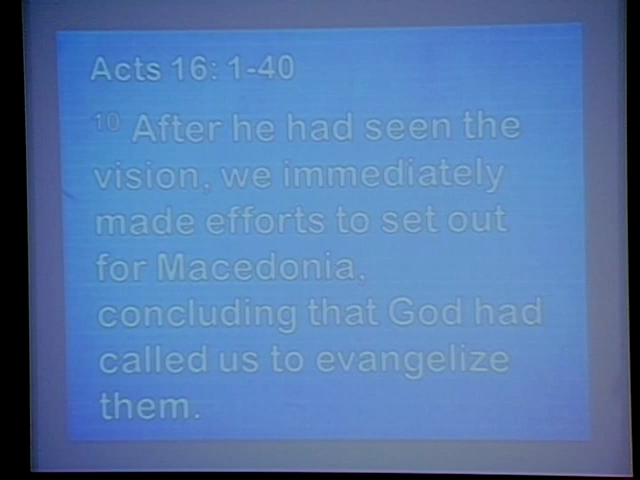 Acts 16: 1-40
10 After he had seen the
vision, we immediately
made efforts to set out
for Macedonia,
concluding that God had
called us to evangelize
them.